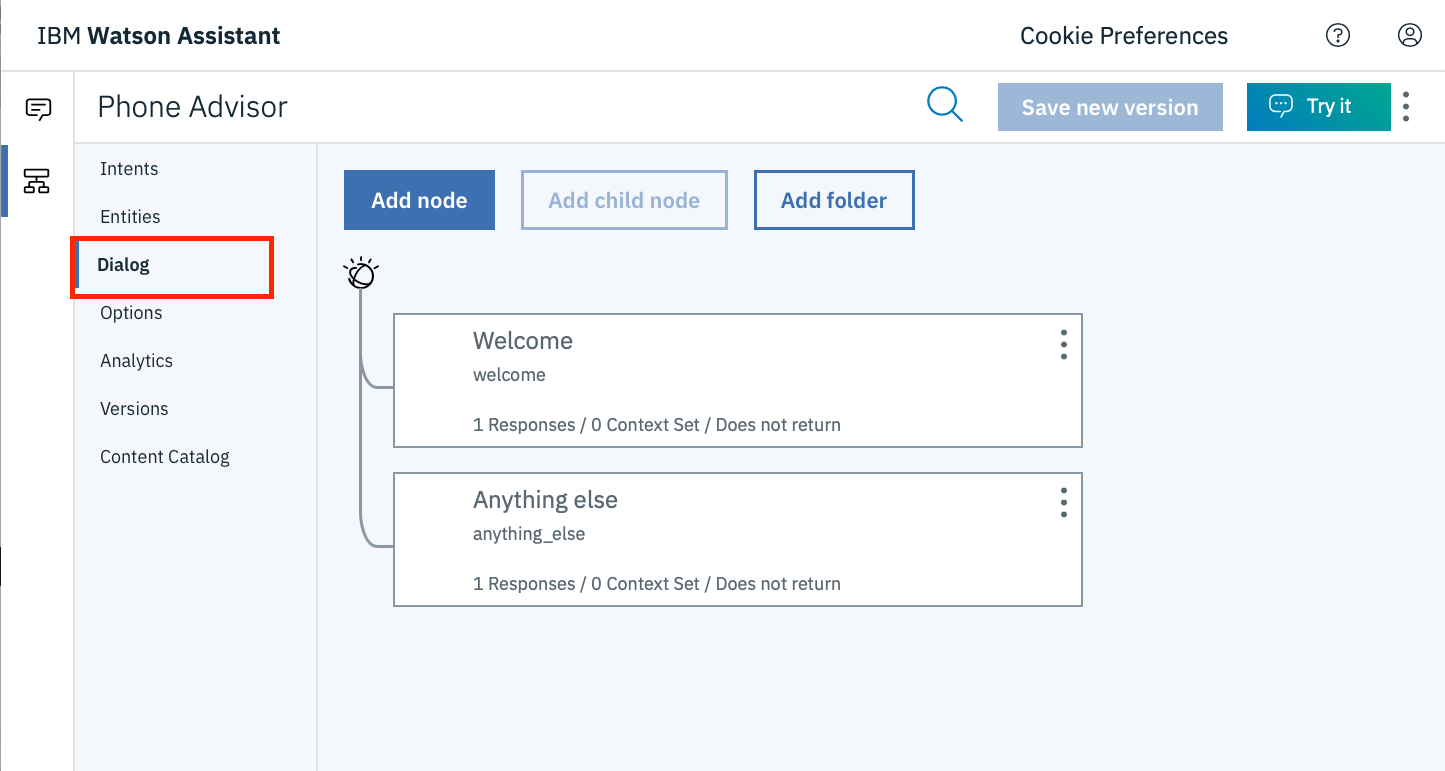 IBM Watson Assistant
Cookie Preferences
Phone Advisor
Save new version
Try it
Intents
Entities
Dialog
Options
Analytics
Versions
Content Catalog
Add node
Add child node
Add folder
Welcome
welcome
1 Responses / 0 Context Set / Does not return
Anything else
anything_else
1 Responses / 0 Context Set / Does not return